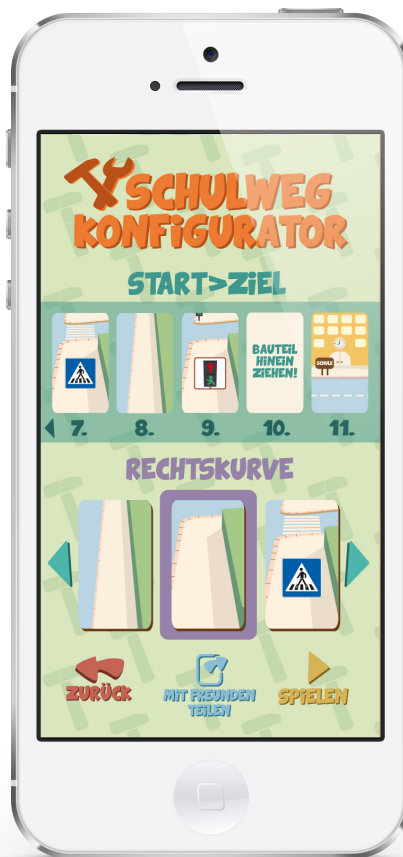 SCHULWEG
KONFiGURATOR
START>ZiEL
BAUTEiL
HiNEiN
ZiEHEN!
SCHULE
7. 8. 9. 10. 11.
RECHTSKURVE
ZURÜCK
MiT FREUNDEN
TEiLEN
SPiELEN